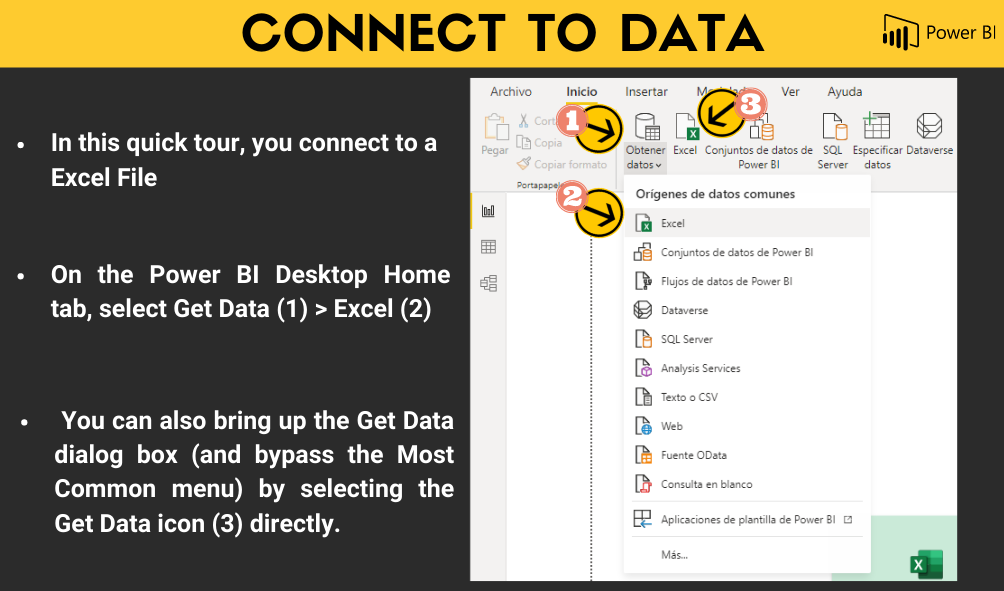 CONNECT TO DATA
Power BI
• In this quick tour, you connect to a
Excel File
• On the Power BI Desktop Home
tab, select Get Data (1) > Excel (2)
• You can also bring up the Get Data
dialog box (and bypass the Most
Common menu) by selecting the
Get Data icon (3) directly.
Archivo Inicio Insertar Ver Ayuda
1 3
Pegar
Copia
Copiar formato
Obtener
datos
Excel
Conjuntos de datos de
Power BI
SQL
Server
Especificar
datos
Dataverse
2
Orígenes de datos comunes
Excel
Conjuntos de datos de Power BI
Flujos de datos de Power BI
Dataverse
SQL Server
Analysis Services
Texto o CSV
Web
Fuente OData
Consulta en blanco
Aplicaciones de plantilla de Power BI
Más...